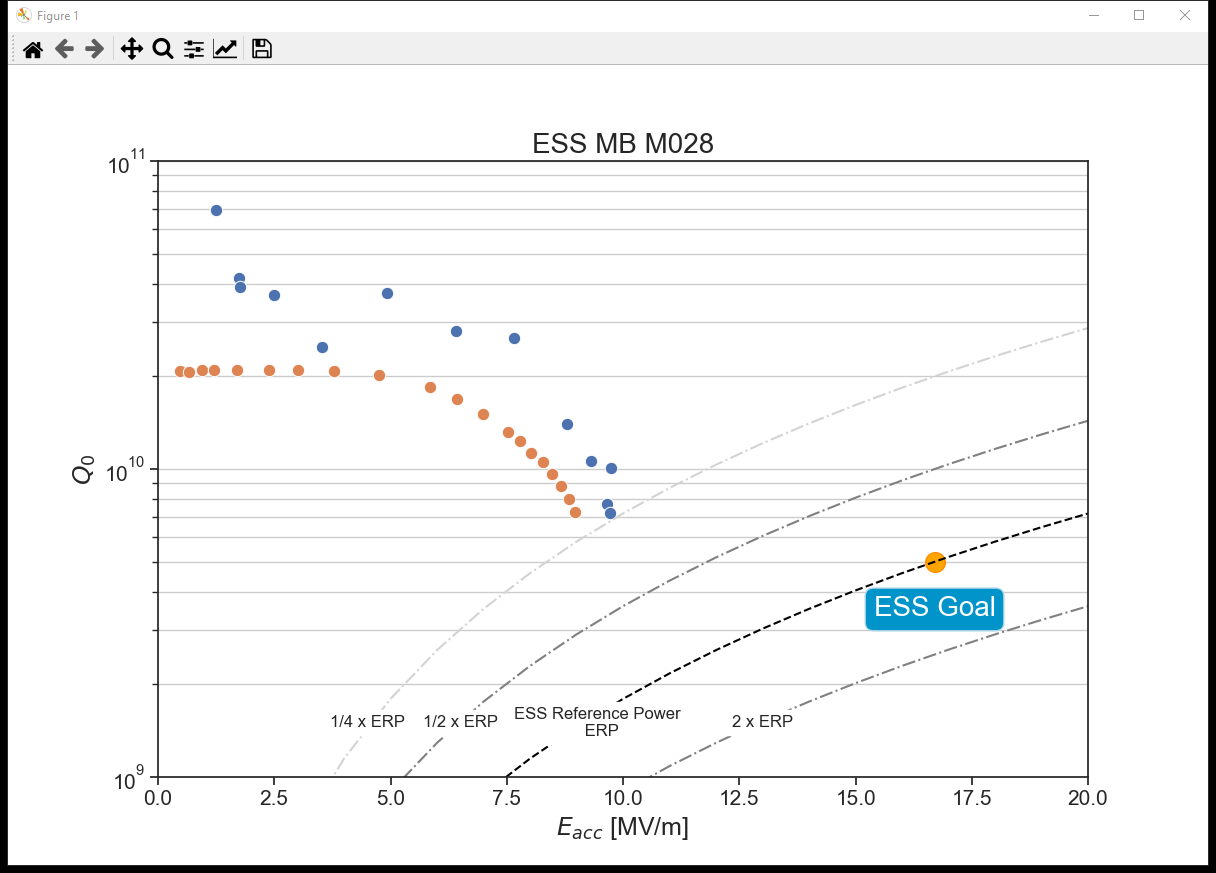 Figure 1
ESS MB M028
10^11
10^10
10^9
Q_0
ESS Goal
1/4 x ERP
1/2 x ERP
ESS Reference Power
ERP
2 x ERP
0.0 2.5 5.0 7.5 10.0 12.5 15.0 17.5 20.0
E_acc [MV/m]